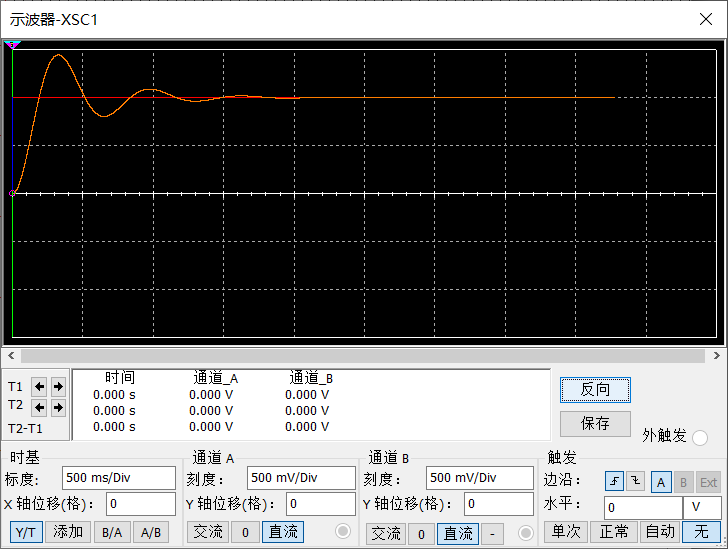 示波器-XSC1
时间 通道_A 通道_B
T1 0.000 s 0.000 V 0.000 V
T2 0.000 s 0.000 V 0.000 V
T2-T1 0.000 s 0.000 V 0.000 V
反向
保存
外触发
时基 通道 A 通道 B 触发
标度: 500 ms/Div 刻度: 500 mV/Div 刻度: 500 mV/Div 边沿: A B Ext
X 轴位移(格): 0 Y 轴位移(格): 0 Y 轴位移(格): 0 水平: 0 V
Y/T 添加 B/A A/B 交流 0 直流 交流 0 直流 - 单次 正常 自动 无